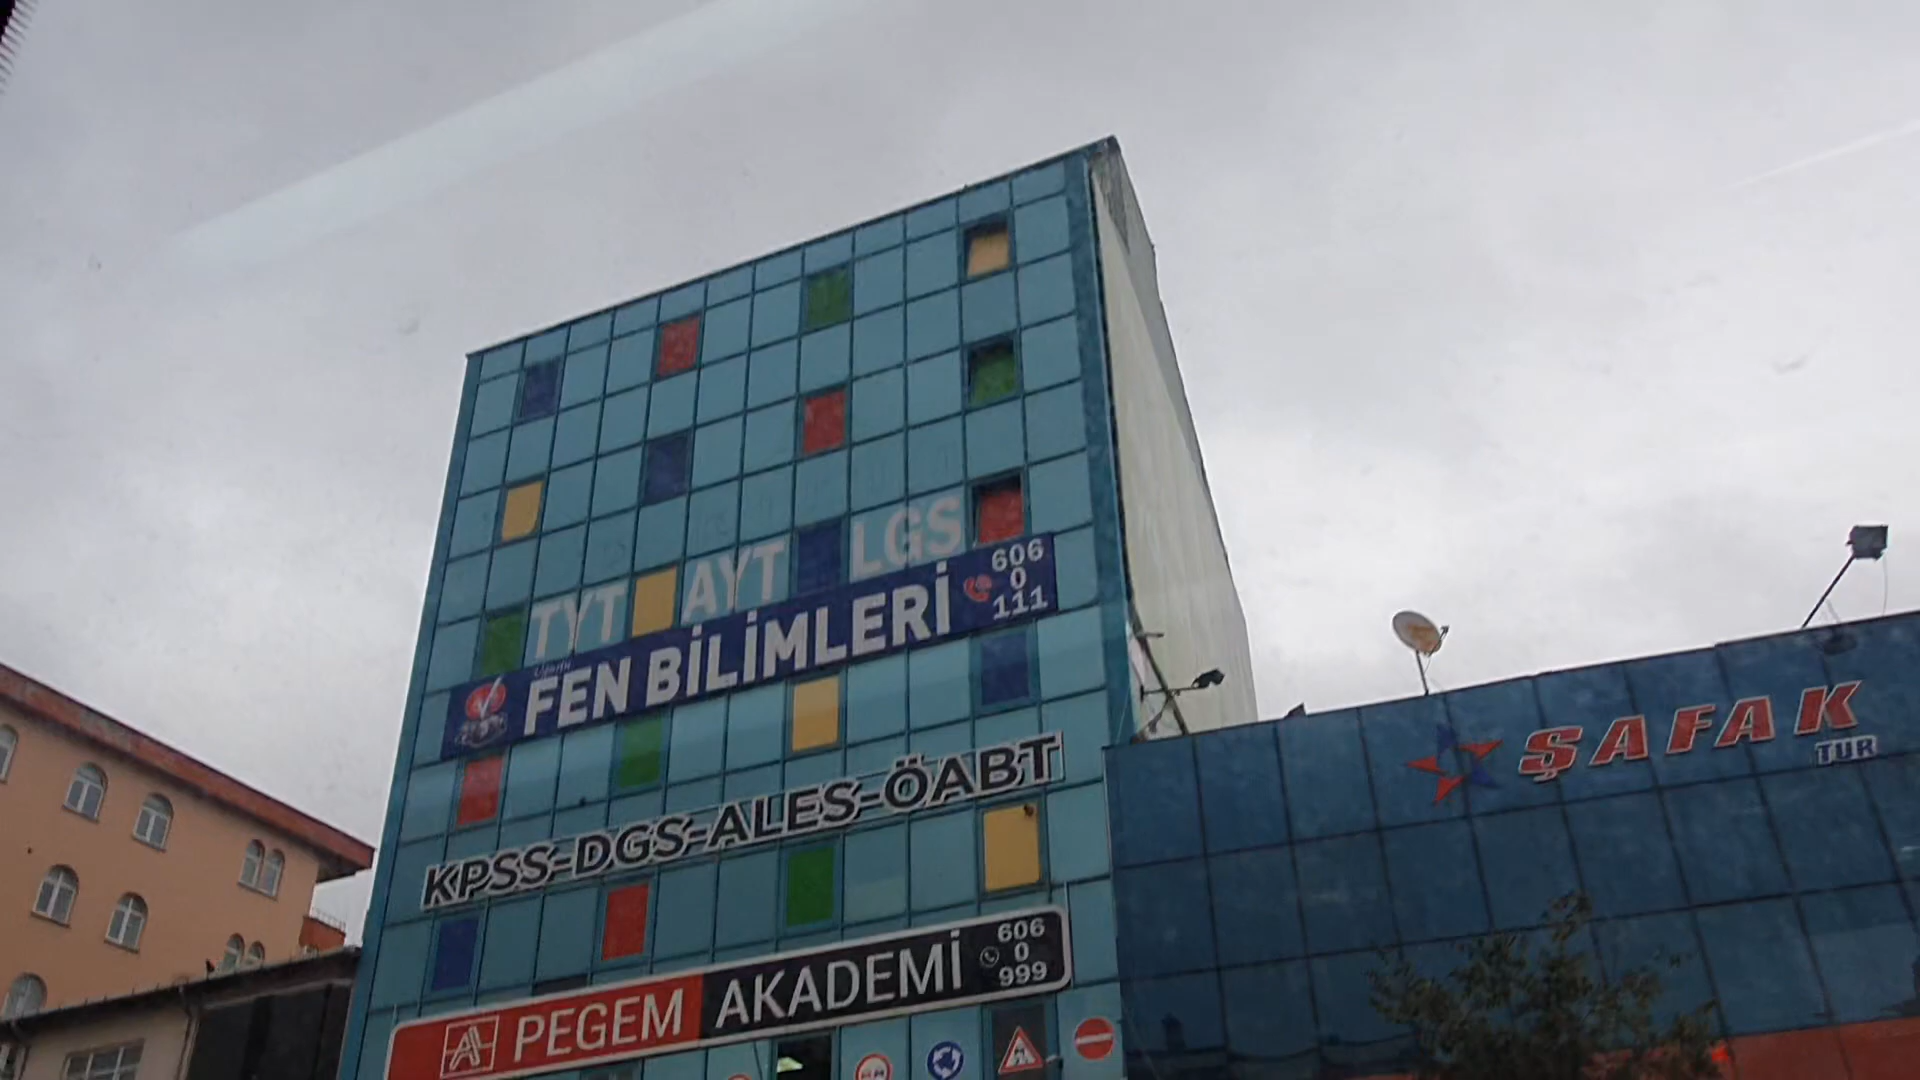 TYT AYT LGS
FEN BİLİMLERİ
606
0
111
KPSS-DGS-ALES-ÖABT
PEGEM AKADEMİ
606
0
999
ŞAFAK
TUR